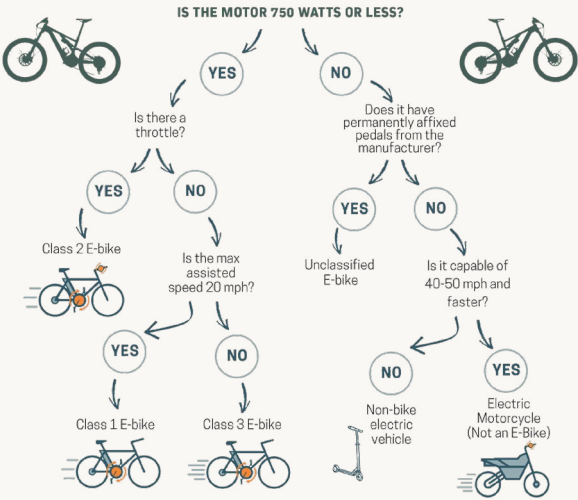 IS THE MOTOR 750 WATTS OR LESS?
YES
NO
Is there a
throttle?
Does it have
permanently affixed
pedals from the
manufacturer?
YES
NO
YES
NO
Class 2 E-bike
Is the max
assisted
speed 20 mph?
Unclassified
E-bike
Is it capable of
40-50 mph and
faster?
YES
NO
NO
YES
Class 1 E-bike
Class 3 E-bike
Non-bike
electric
vehicle
Electric
Motorcycle
(Not an E-Bike)